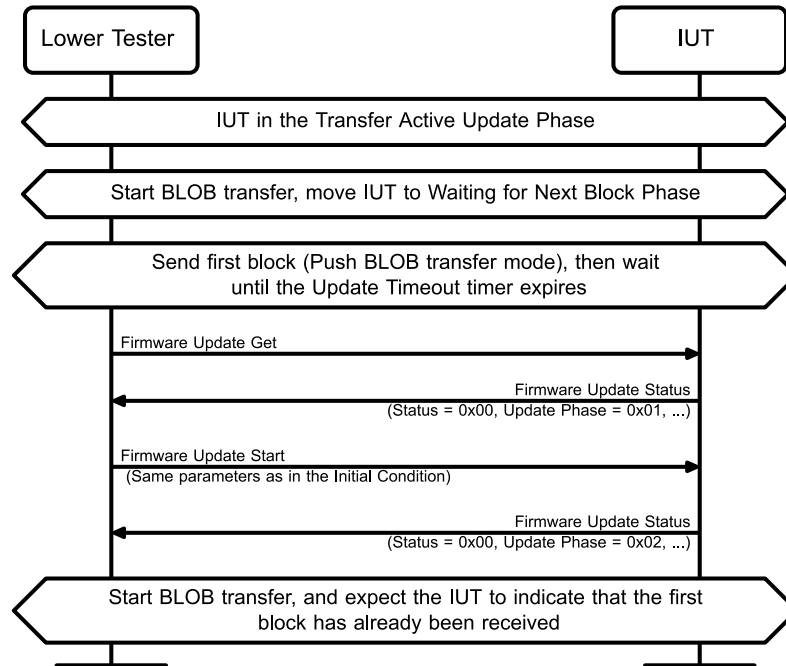 Lower Tester
IUT
IUT in the Transfer Active Update Phase
Start BLOB transfer, move IUT to Waiting for Next Block Phase
Send first block (Push BLOB transfer mode), then wait
until the Update Timeout timer expires
Firmware Update Get
Firmware Update Status
(Status = 0x00, Update Phase = 0x01, ...)
Firmware Update Start
(Same parameters as in the Initial Condition)
Firmware Update Status
(Status = 0x00, Update Phase = 0x02, ...)
Start BLOB transfer, and expect the IUT to indicate that the first
block has already been received